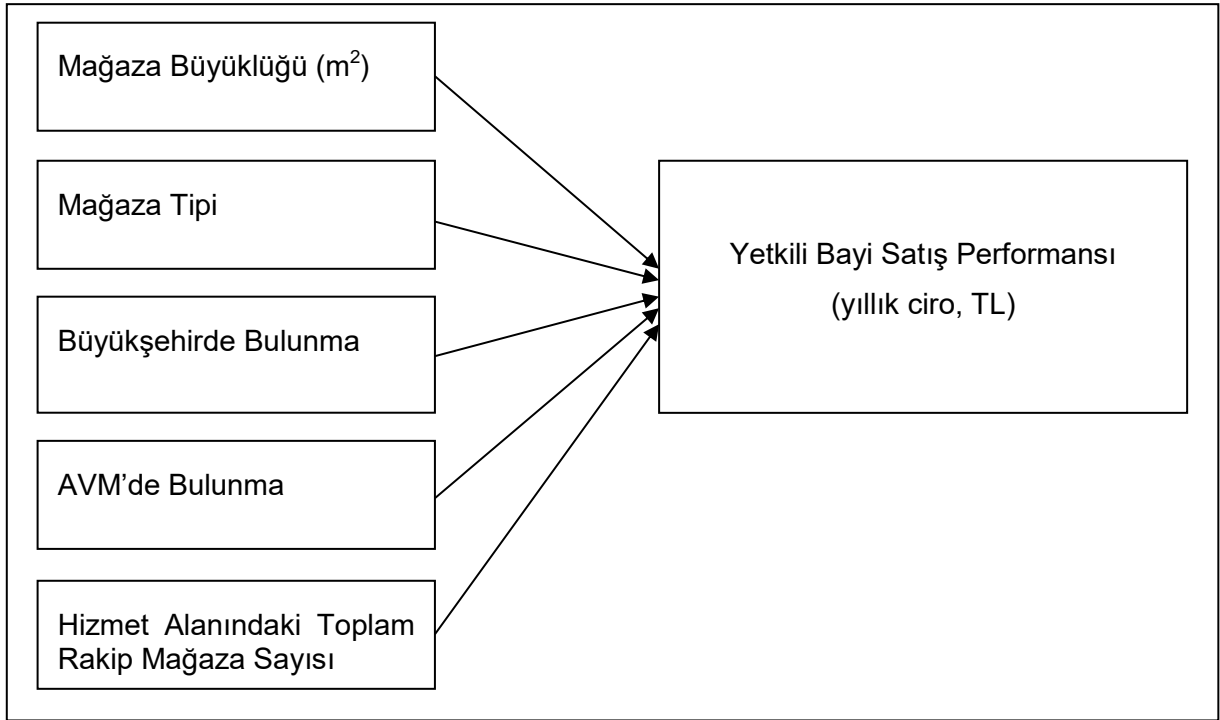 Mağaza Büyüklüğü (m²)
Mağaza Tipi
Büyükşehirde Bulunma
AVM’de Bulunma
Hizmet Alanındaki Toplam
Rakip Mağaza Sayısı
Yetkili Bayi Satış Performansı
(yıllık ciro, TL)